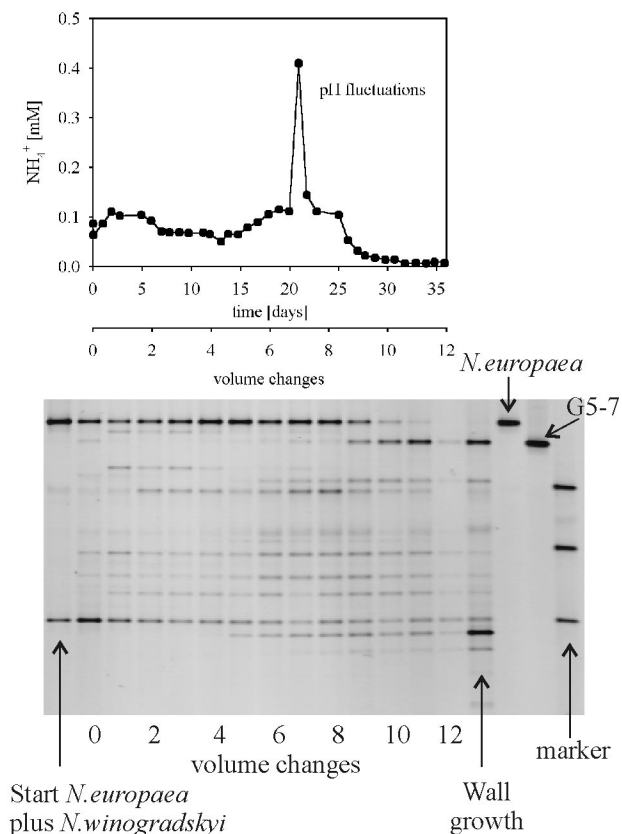 0.5
0.4
0.3
0.2
0.1
0.0
NH4+ [mM]
pH fluctuations
0 5 10 15 20 25 30 35
time [days]
0 2 4 6 8 10 12
volume changes
N.europaea
G5-7
0 2 4 6 8 10 12
volume changes
marker
Wall
growth
Start N.europaea
plus N.winogradskyi